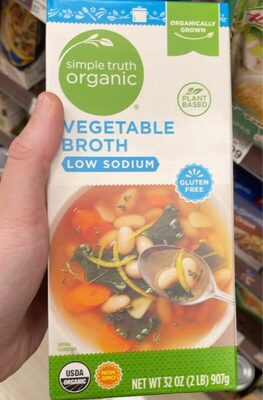 ORGANICALLY
GROWN
simple truth
organic
®
PLANT
BASED
VEGETABLE
BROTH
LOW SODIUM
GLUTEN
FREE
USDA
ORGANIC
NON
GMO
NET WT 32 OZ (2 LB) 907g